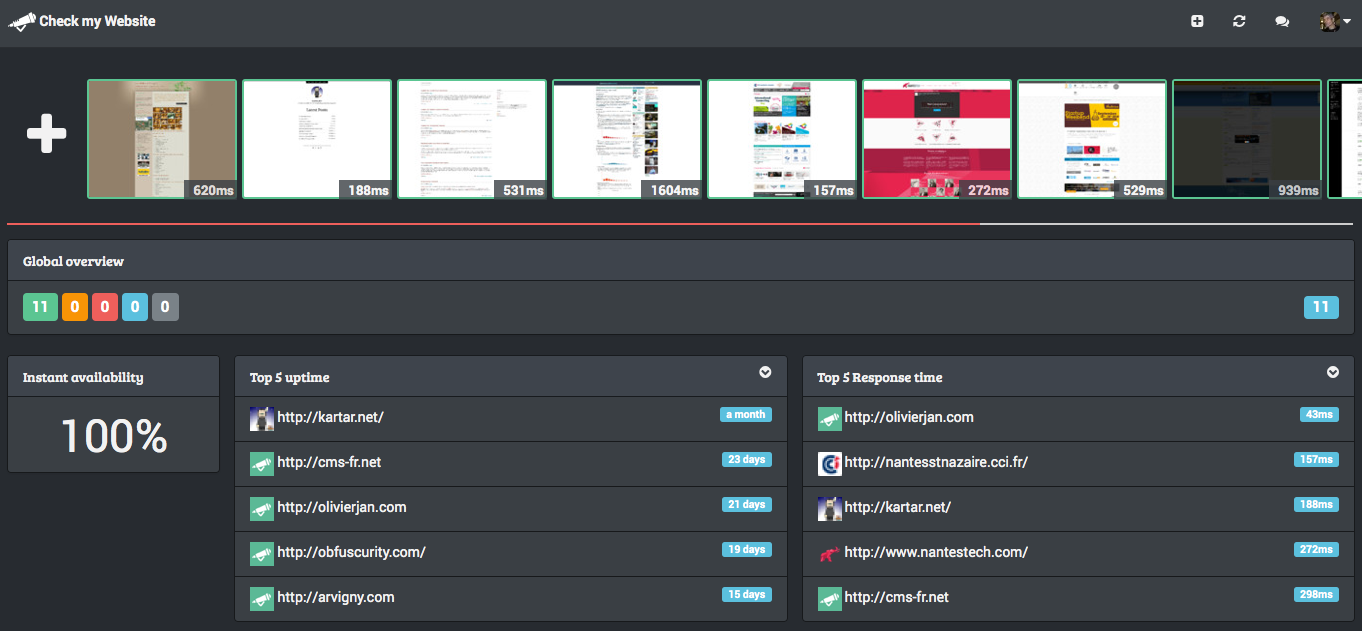 Check my Website
620ms
188ms
531ms
1604ms
157ms
272ms
529ms
939ms
Global overview
11 0 0 0 0 11
Instant availability
100%
Top 5 uptime
http://kartar.net/ a month
http://cms-fr.net 23 days
http://olivierjan.com 21 days
http://obfuscurity.com/ 19 days
http://arvigny.com 15 days
Top 5 Response time
http://olivierjan.com 43ms
http://nantesstnazaire.cci.fr/ 157ms
http://kartar.net/ 188ms
http://www.nantestech.com/ 272ms
http://cms-fr.net 298ms